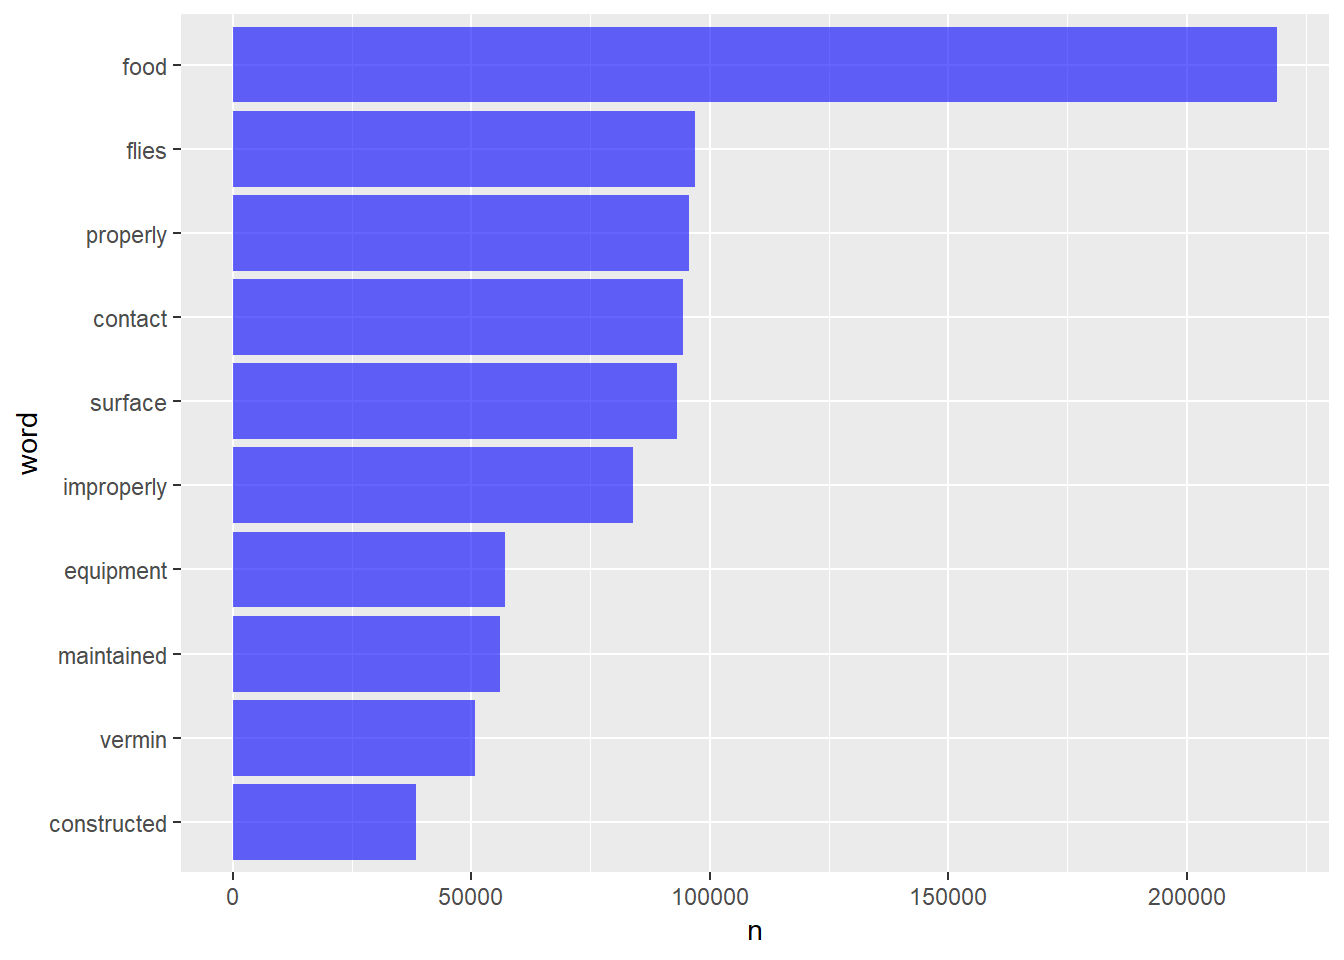 food
flies
properly
contact
surface
improperly
equipment
maintained
vermin
constructed
word
0 50000 100000 150000 200000
n